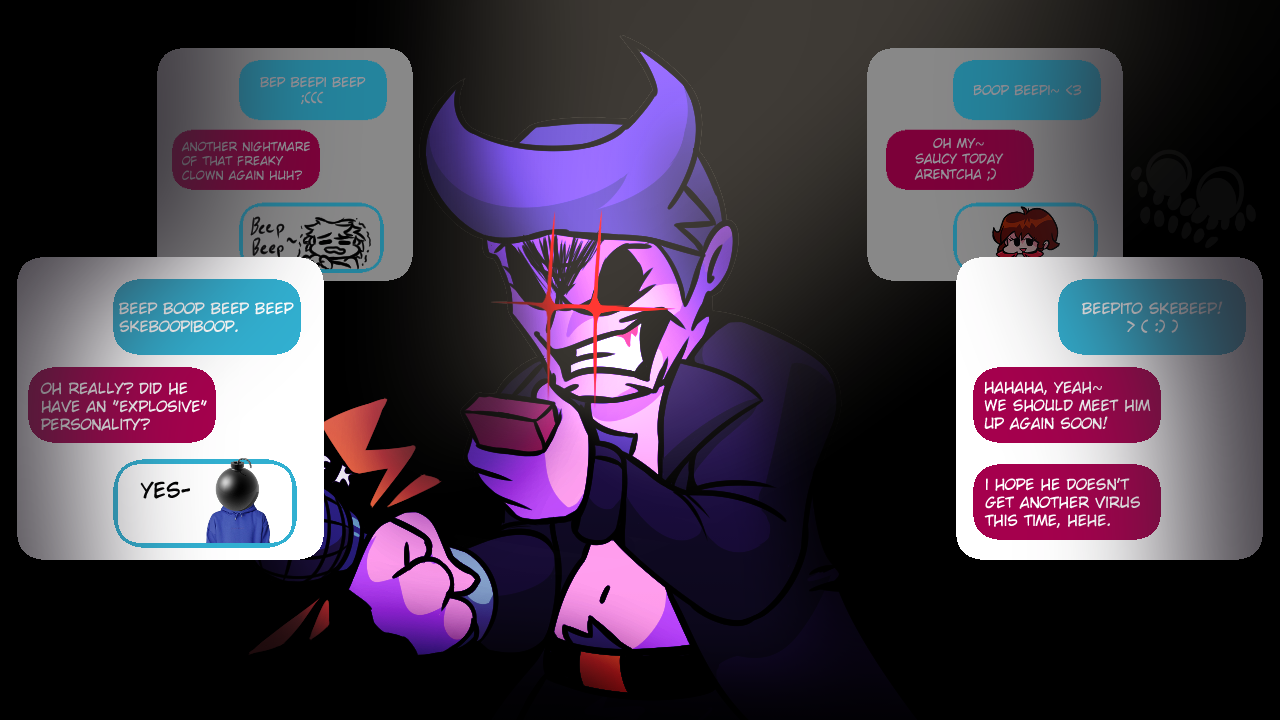 BEP BEEP! BEEP
;(((
ANOTHER NIGHTMARE
OF THAT FREAKY
CLOWN AGAIN HUH?
Beep
Beep ~
BEEP BOOP BEEP BEEP
SKEBOOPIBOOP.
OH REALLY? DID HE
HAVE AN "EXPLOSIVE"
PERSONALITY?
YES-
BOOP BEEPI~ <3
OH MY~
SAUCY TODAY
ARENTCHA ;)
BEEPITO SKEBEEP!
> ( :) )
HAHAHA, YEAH~
WE SHOULD MEET HIM
UP AGAIN SOON!
I HOPE HE DOESN'T
GET ANOTHER VIRUS
THIS TIME, HEHE.